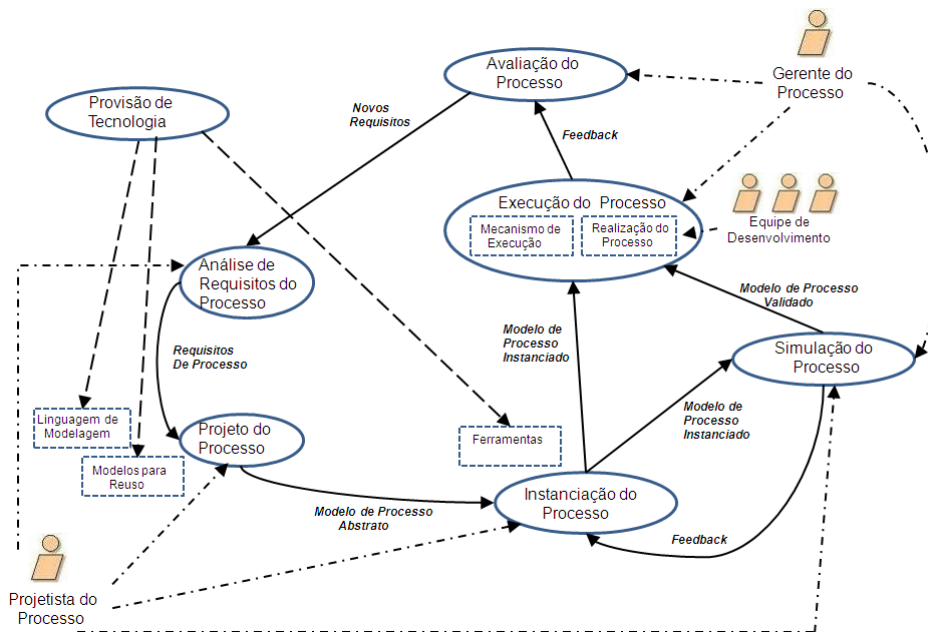 Gerente do
Processo
Avaliação do
Processo
Provisão de
Tecnologia
Novos
Requisitos
Feedback
Execução do Processo
Mecanismo de
Execução
Realização do
Processo
Equipe de
Desenvolvimento
Análise de
Requisitos do
Processo
Modelo de Processo
Validado
Modelo de
Processo
Instanciado
Requisitos
De Processo
Simulação do
Processo
Linguagem de
Modelagem
Modelos para
Reuso
Projeto do
Processo
Ferramentas
Modelo de
Processo
Instanciado
Instanciação do
Processo
Modelo de Processo
Abstrato
Feedback
Projetista do
Processo